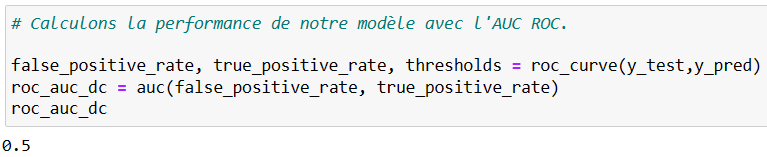 # Calculons la performance de notre modèle avec l'AUC ROC.
false_positive_rate, true_positive_rate, thresholds = roc_curve(y_test,y_pred)
roc_auc_dc = auc(false_positive_rate, true_positive_rate)
roc_auc_dc
0.5